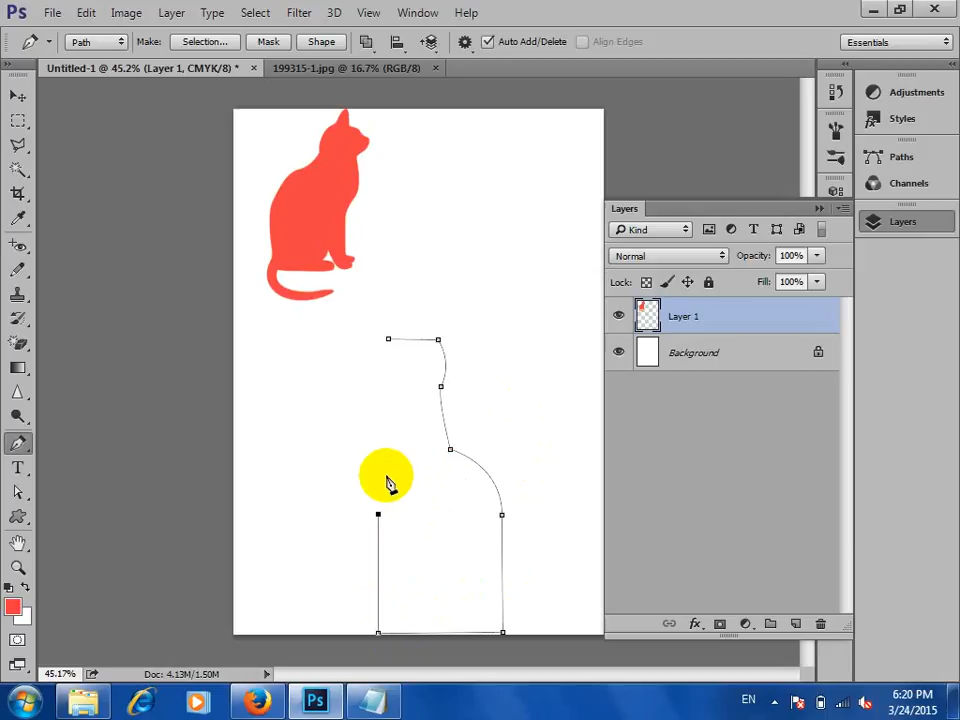 Ps File Edit Image Layer Type Select Filter 3D View Window Help
Path Make: Selection... Mask Shape Auto Add/Delete Align Edges Essentials
Untitled-1 @ 45.2% (Layer 1, CMYK/8) * × 199315-1.jpg @ 16.7% (RGB/8) ×
Adjustments
Styles
Paths
Channels
Layers
Layers
Kind
Normal Opacity: 100%
Lock: Fill: 100%
Layer 1
Background
fx
45.17% Doc: 4.13M/1.50M
Ps EN 6:20 PM
3/24/2015